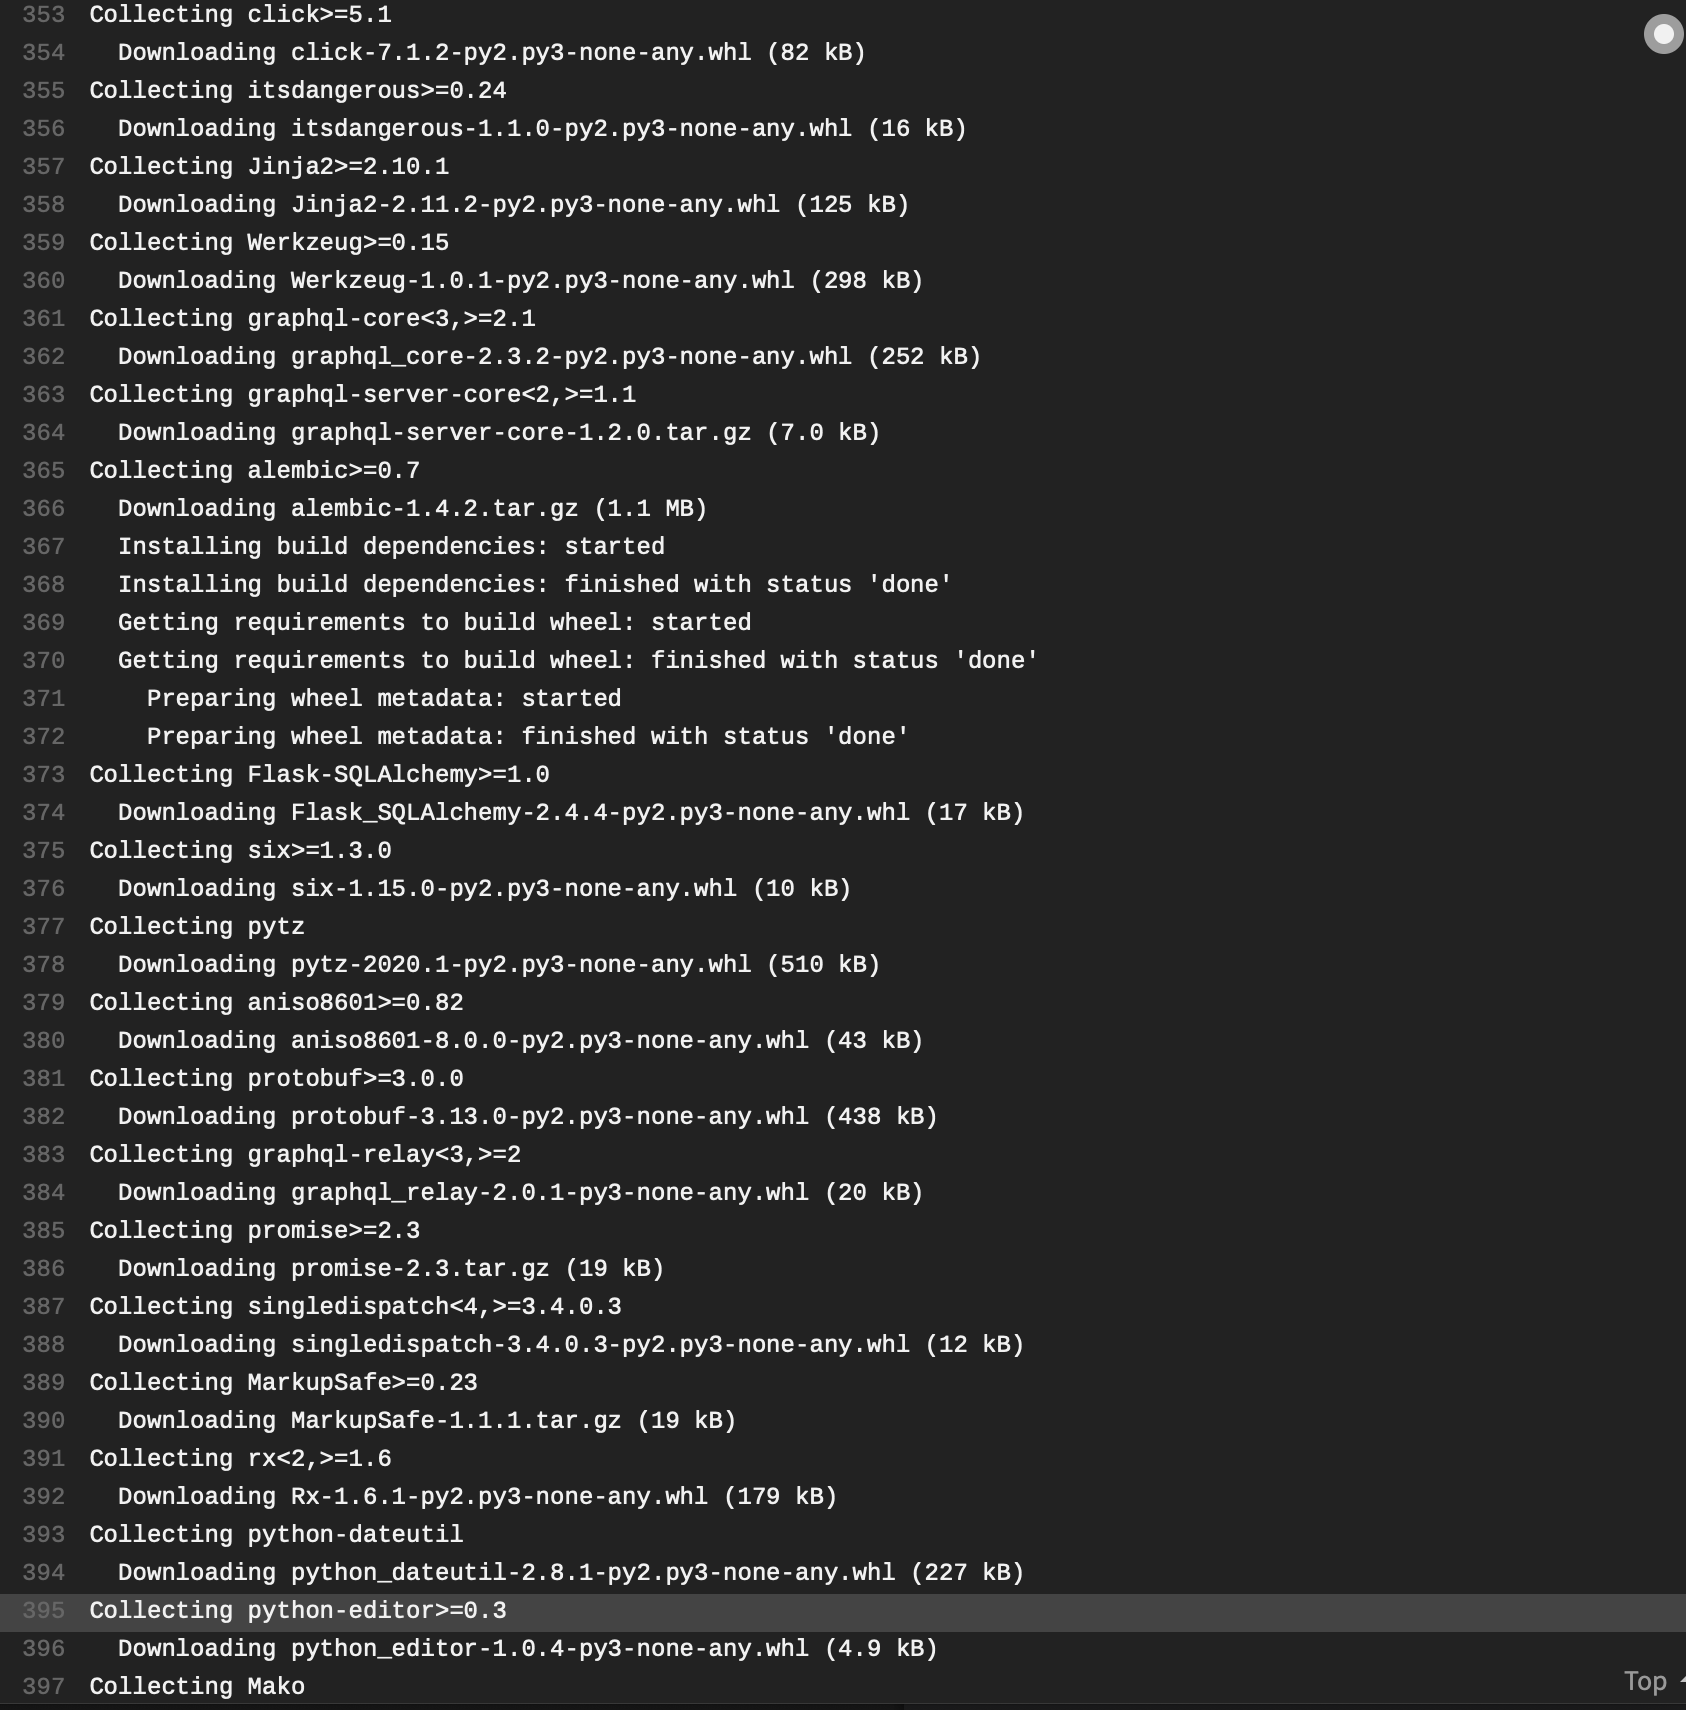 353 Collecting click>=5.1
354   Downloading click-7.1.2-py2.py3-none-any.whl (82 kB)
355 Collecting itsdangerous>=0.24
356   Downloading itsdangerous-1.1.0-py2.py3-none-any.whl (16 kB)
357 Collecting Jinja2>=2.10.1
358   Downloading Jinja2-2.11.2-py2.py3-none-any.whl (125 kB)
359 Collecting Werkzeug>=0.15
360   Downloading Werkzeug-1.0.1-py2.py3-none-any.whl (298 kB)
361 Collecting graphql-core<3,>=2.1
362   Downloading graphql_core-2.3.2-py2.py3-none-any.whl (252 kB)
363 Collecting graphql-server-core<2,>=1.1
364   Downloading graphql-server-core-1.2.0.tar.gz (7.0 kB)
365 Collecting alembic>=0.7
366   Downloading alembic-1.4.2.tar.gz (1.1 MB)
367   Installing build dependencies: started
368   Installing build dependencies: finished with status 'done'
369   Getting requirements to build wheel: started
370   Getting requirements to build wheel: finished with status 'done'
371     Preparing wheel metadata: started
372     Preparing wheel metadata: finished with status 'done'
373 Collecting Flask-SQLAlchemy>=1.0
374   Downloading Flask_SQLAlchemy-2.4.4-py2.py3-none-any.whl (17 kB)
375 Collecting six>=1.3.0
376   Downloading six-1.15.0-py2.py3-none-any.whl (10 kB)
377 Collecting pytz
378   Downloading pytz-2020.1-py2.py3-none-any.whl (510 kB)
379 Collecting aniso8601>=0.82
380   Downloading aniso8601-8.0.0-py2.py3-none-any.whl (43 kB)
381 Collecting protobuf>=3.0.0
382   Downloading protobuf-3.13.0-py2.py3-none-any.whl (438 kB)
383 Collecting graphql-relay<3,>=2
384   Downloading graphql_relay-2.0.1-py3-none-any.whl (20 kB)
385 Collecting promise>=2.3
386   Downloading promise-2.3.tar.gz (19 kB)
387 Collecting singledispatch<4,>=3.4.0.3
388   Downloading singledispatch-3.4.0.3-py2.py3-none-any.whl (12 kB)
389 Collecting MarkupSafe>=0.23
390   Downloading MarkupSafe-1.1.1.tar.gz (19 kB)
391 Collecting rx<2,>=1.6
392   Downloading Rx-1.6.1-py2.py3-none-any.whl (179 kB)
393 Collecting python-dateutil
394   Downloading python_dateutil-2.8.1-py2.py3-none-any.whl (227 kB)
395 Collecting python-editor>=0.3
396   Downloading python_editor-1.0.4-py3-none-any.whl (4.9 kB)
397 Collecting Mako
Top